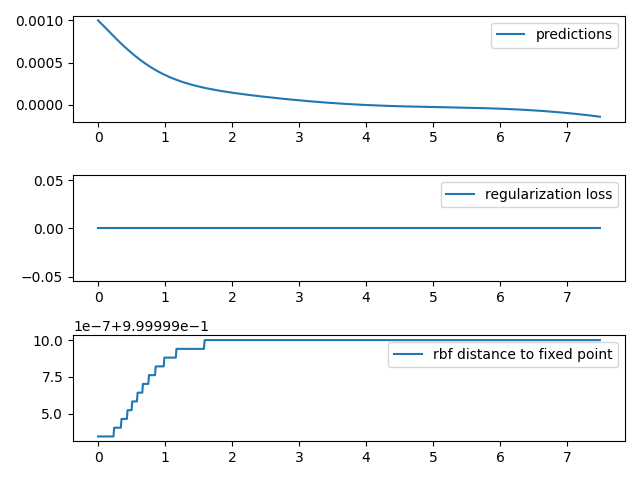 0.0010
predictions
0.0005
0.0000
0 1 2 3 4 5 6 7
0.05
regularization loss
0.00
−0.05
0 1 2 3 4 5 6 7
1e-7+9.99999e-1
10.0
rbf distance to fixed point
7.5
5.0
0 1 2 3 4 5 6 7